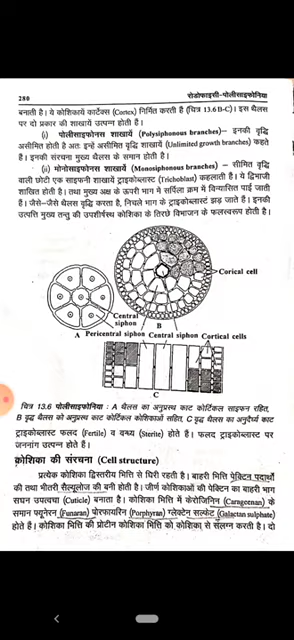 280
रोडोफाइसी-पोलीसाइफोनिया
बनाती है। ये कोशिकायें कार्टेक्स (Cortex) निर्मित करती है (चित्र 13.6 B-C)। इस थैलस
पर दो प्रकार की शाखायें उत्पन्न होती है।
(i) पोलीसाइफोनस शाखायें (Polysiphonous branches)– इनकी वृद्धि
असीमित होती है अतः इन्हें असीमित वृद्धि शाखायें (Unlimited growth branches) कहते
है। इनकी संरचना मुख्य थैलस के समान होती है।
(ii) मोनोसाइफोनस शाखायें (Monosiphonous branches) – सीमित वृद्धि
वाली छोटी एक साइफनी शाखायें ट्राइकोब्लास्ट (Trichoblast) कहलाती है। ये द्विभाजी
शाखित होती है। तथा मुख्य अक्ष के ऊपरी भाग ने सर्पिला क्रम में विन्यासित पाई जाती
हैं। जैसे–जैसे थैलस वृद्धि करता है, निचले भाग के ट्राइकोब्लास्ट झड़ जाते हैं। इनकी
उत्पत्ति मुख्य तन्तु की उपशीर्षस्थ कोशिका के तिरछे विभाजन के फलस्वरूप होती है।
Corical cell
Central
siphon
A Pericentral siphon
B
Central siphon Cortical cells
C
चित्र 13.6 पोलीसाइफोनिया : A थैलस का अनुप्रस्थ काट कोर्टिकल साइफन रहित,
B वृद्ध थैलस को अनुप्रस्थ काट कोर्टिकल कोशिकाओं सहित, C वृद्ध थैलस का अनुदैर्ध्य काट
ट्राइकोब्लास्ट फलद (Fertile) व वन्ध्य (Sterite) होते हैं। फलद ट्राइकोब्लास्ट पर
जननांग उत्पन्न होते हैं।
कोशिका की संरचना (Cell structure)
प्रत्येक कोशिका द्विस्तरीय भित्ति से घिरी रहती है। बाहरी भित्ति पेक्टिन पदार्थों
की तथा भीतरी सैल्यूलोज की बनी होती है। जीर्ण कोशिकाओं की पेक्टिन का बाहरी भाग
सघन उपत्वचा (Cuticle) बनाता है। कोशिका भित्ति में केरोजिनिन (Carageenan) के
समान फ्यूनेरन (Funaran) पोरफायरिन (Porphyran) ग्लेक्टेन सल्फेट (Galactan sulphate)
होते हैं। कोशिका भित्ति की प्रोटीन कोशिका भित्ति को कोशिका से संलग्न करती है। दो